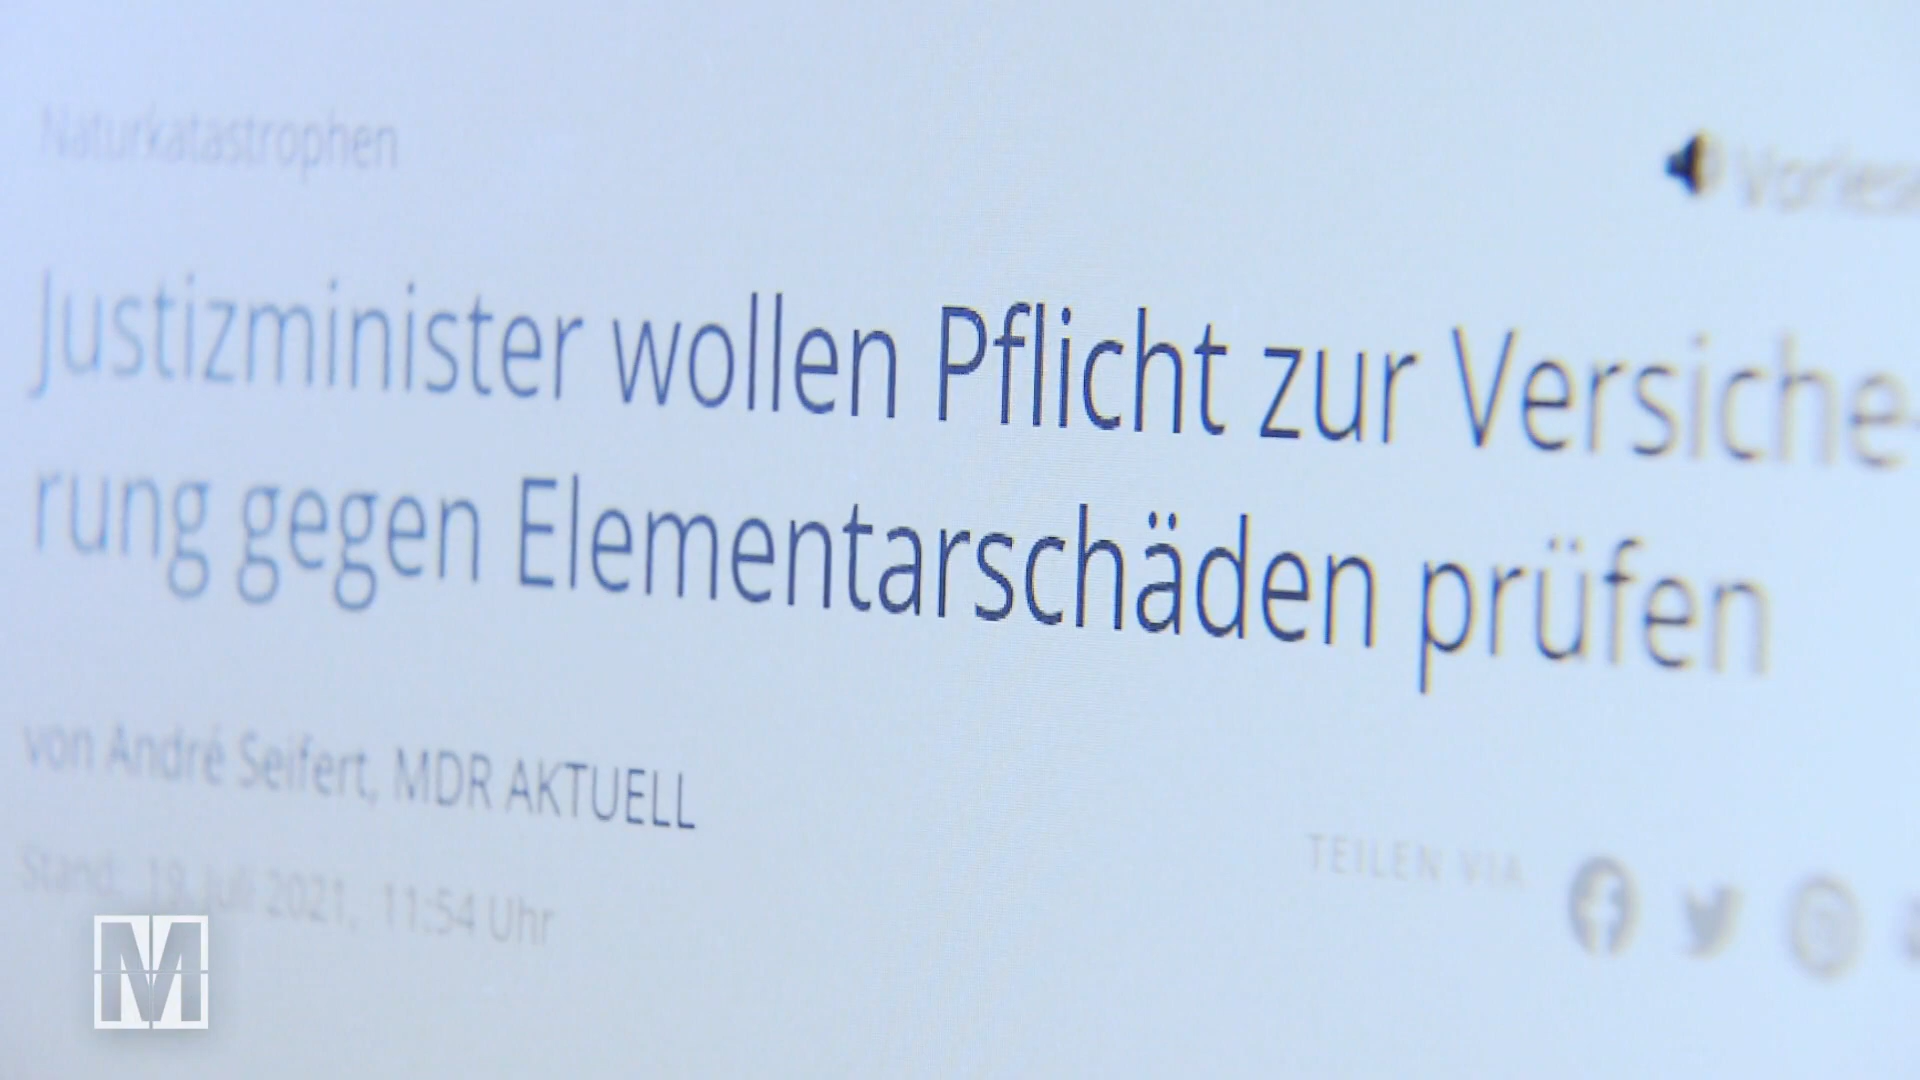 Naturkatastrophen
Vorlese
Justizminister wollen Pflicht zur Versiche-
rung gegen Elementarschäden prüfen
von André Seifert, MDR AKTUELL
Stand: 19. Juli 2021, 11:54 Uhr
TEILEN VIA
M